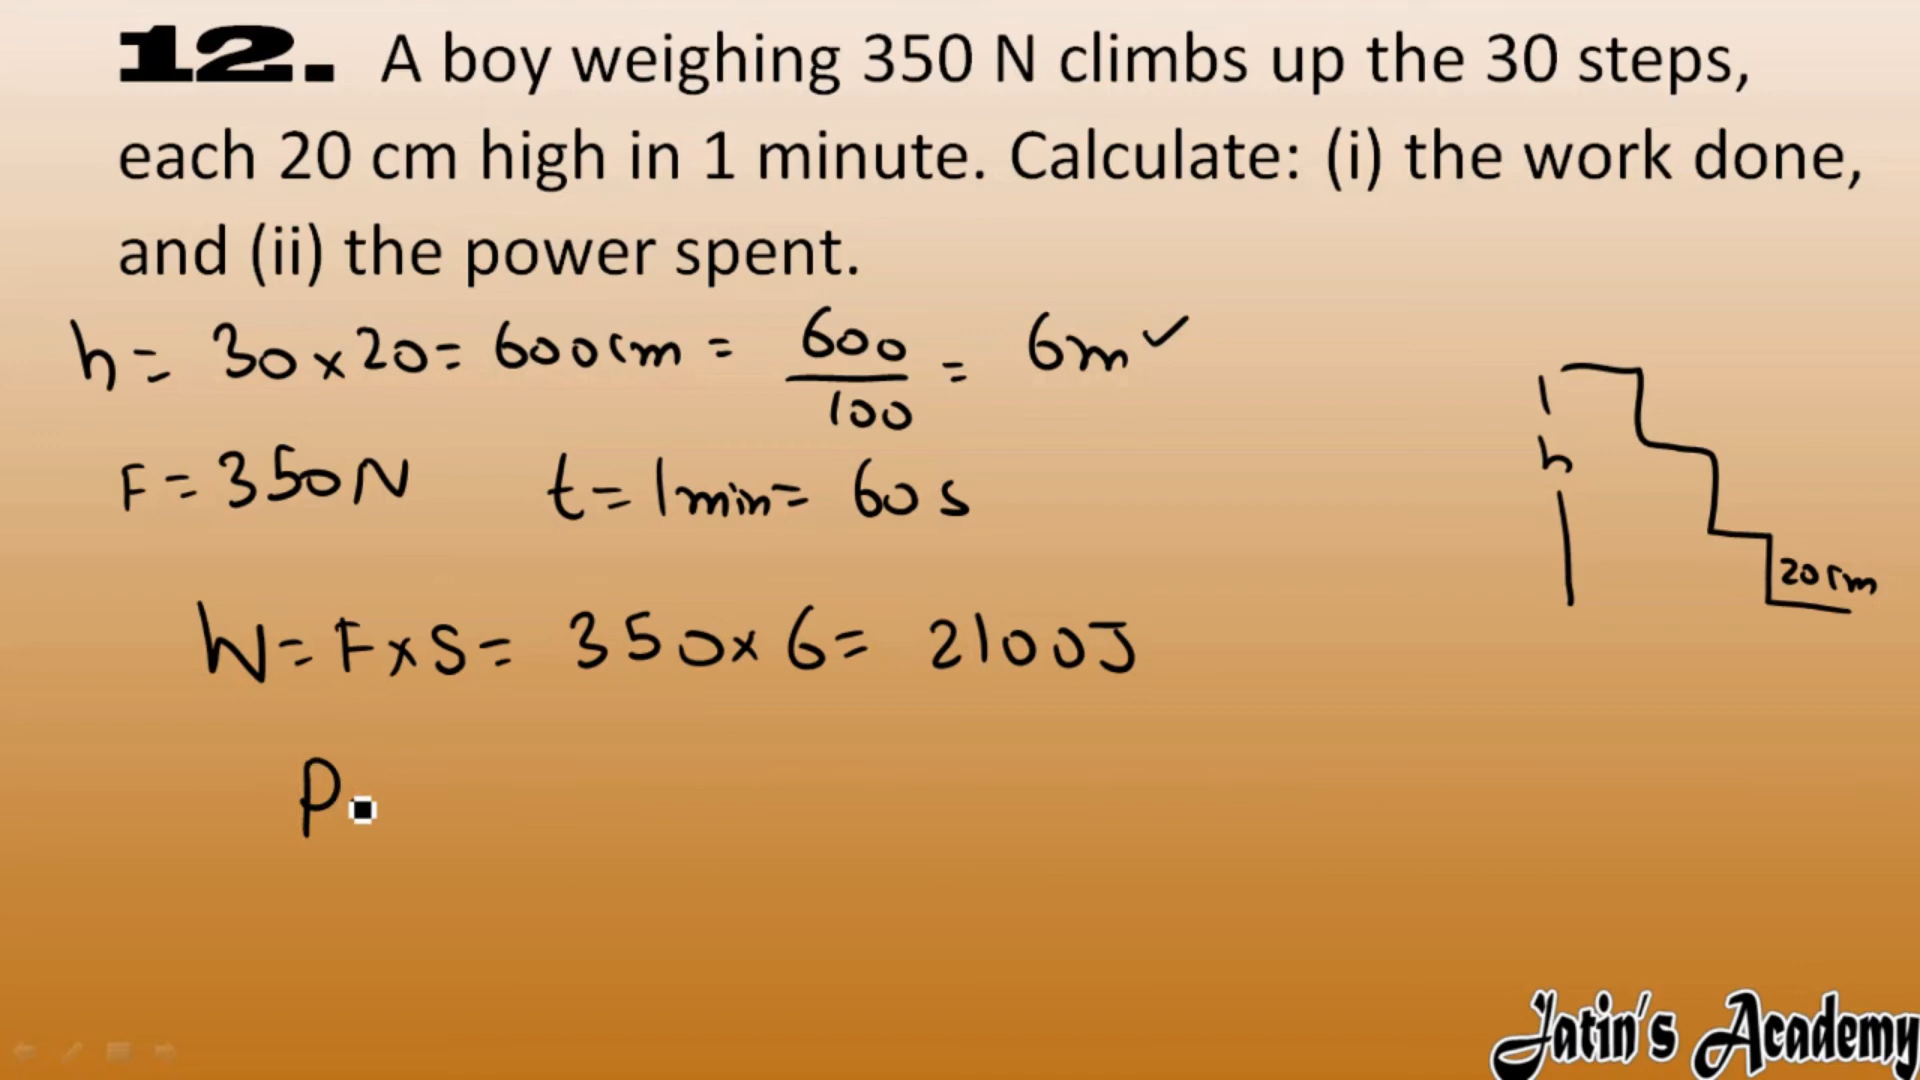 12. A boy weighing 350 N climbs up the 30 steps,
each 20 cm high in 1 minute. Calculate: (i) the work done,
and (ii) the power spent.
h = 30 × 20 = 600 cm = 600/100 = 6m ✓
F = 350 N t = 1 min = 60 s
h
20 cm
W = F × S = 350 × 6 = 2100 J
P
Jatin's Academy